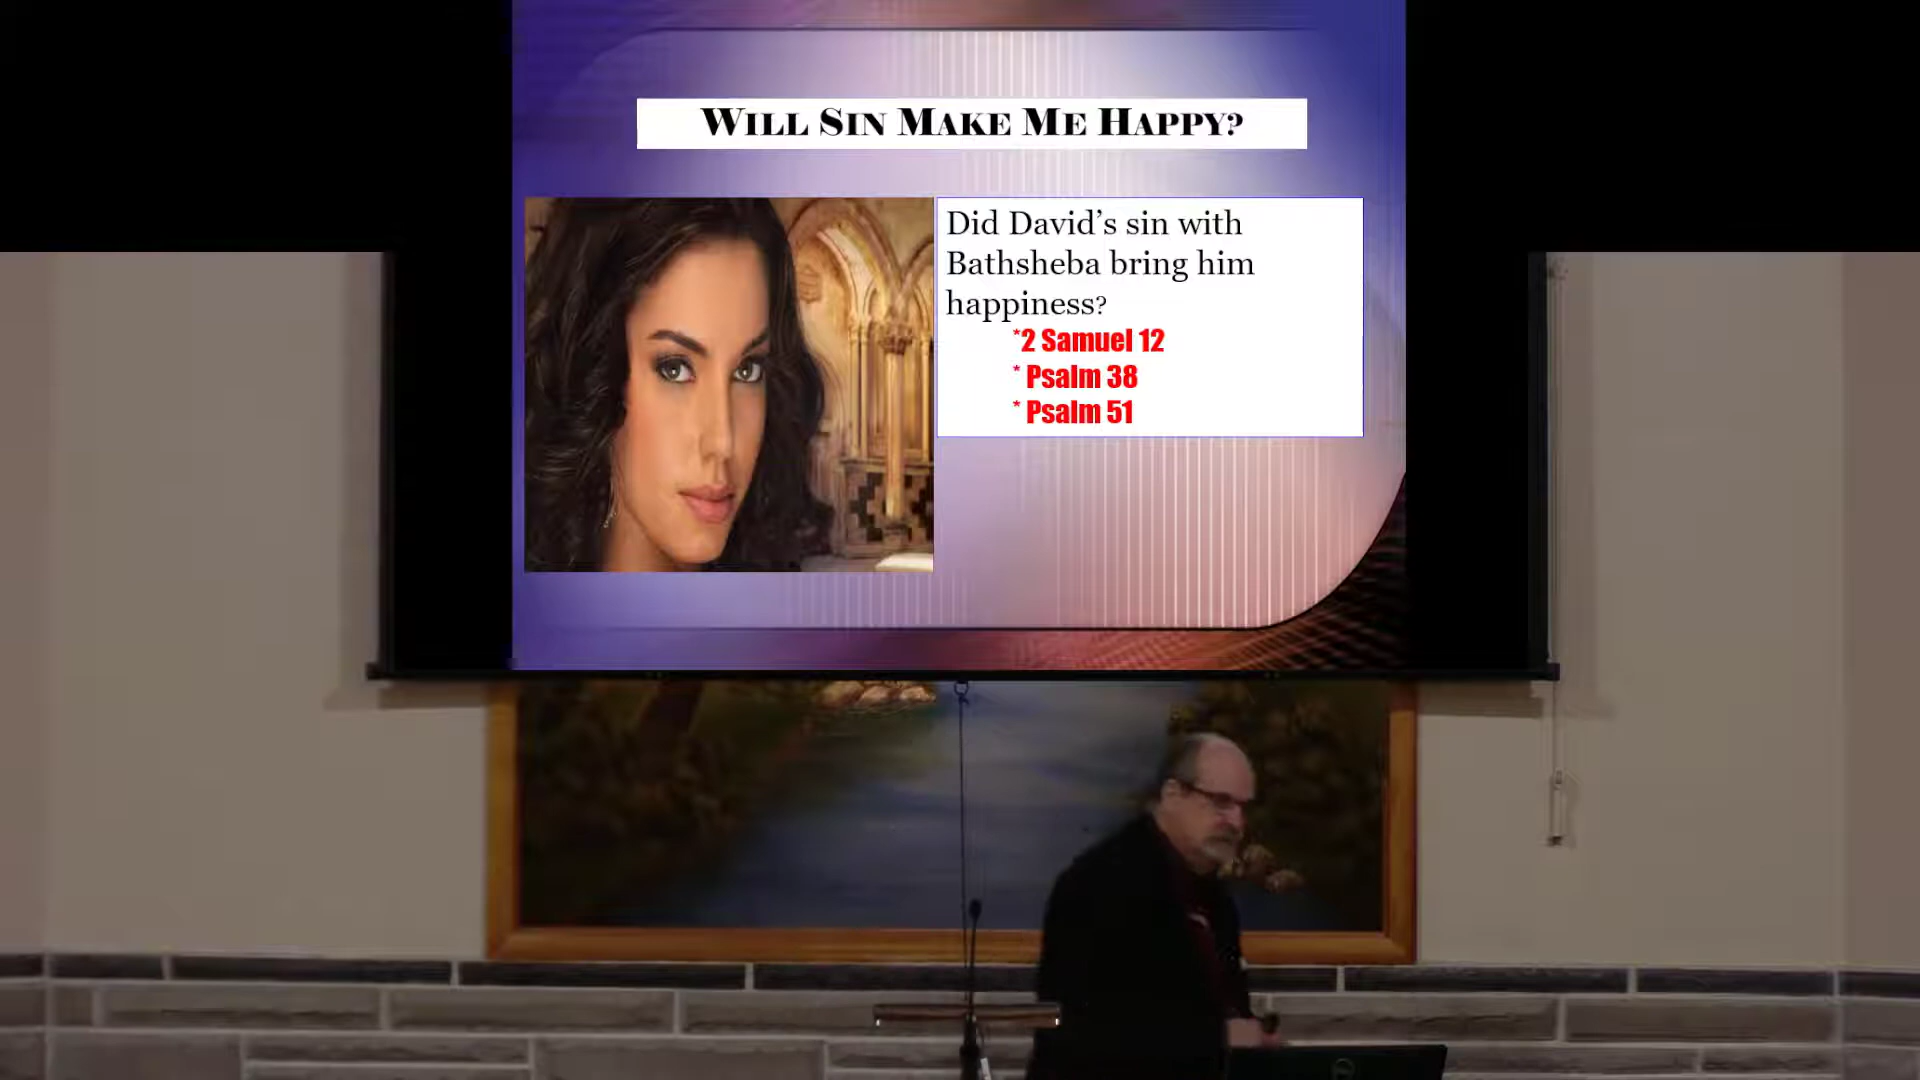 WILL SIN MAKE ME HAPPY?
Did David’s sin with
Bathsheba bring him
happiness?
*2 Samuel 12
* Psalm 38
* Psalm 51